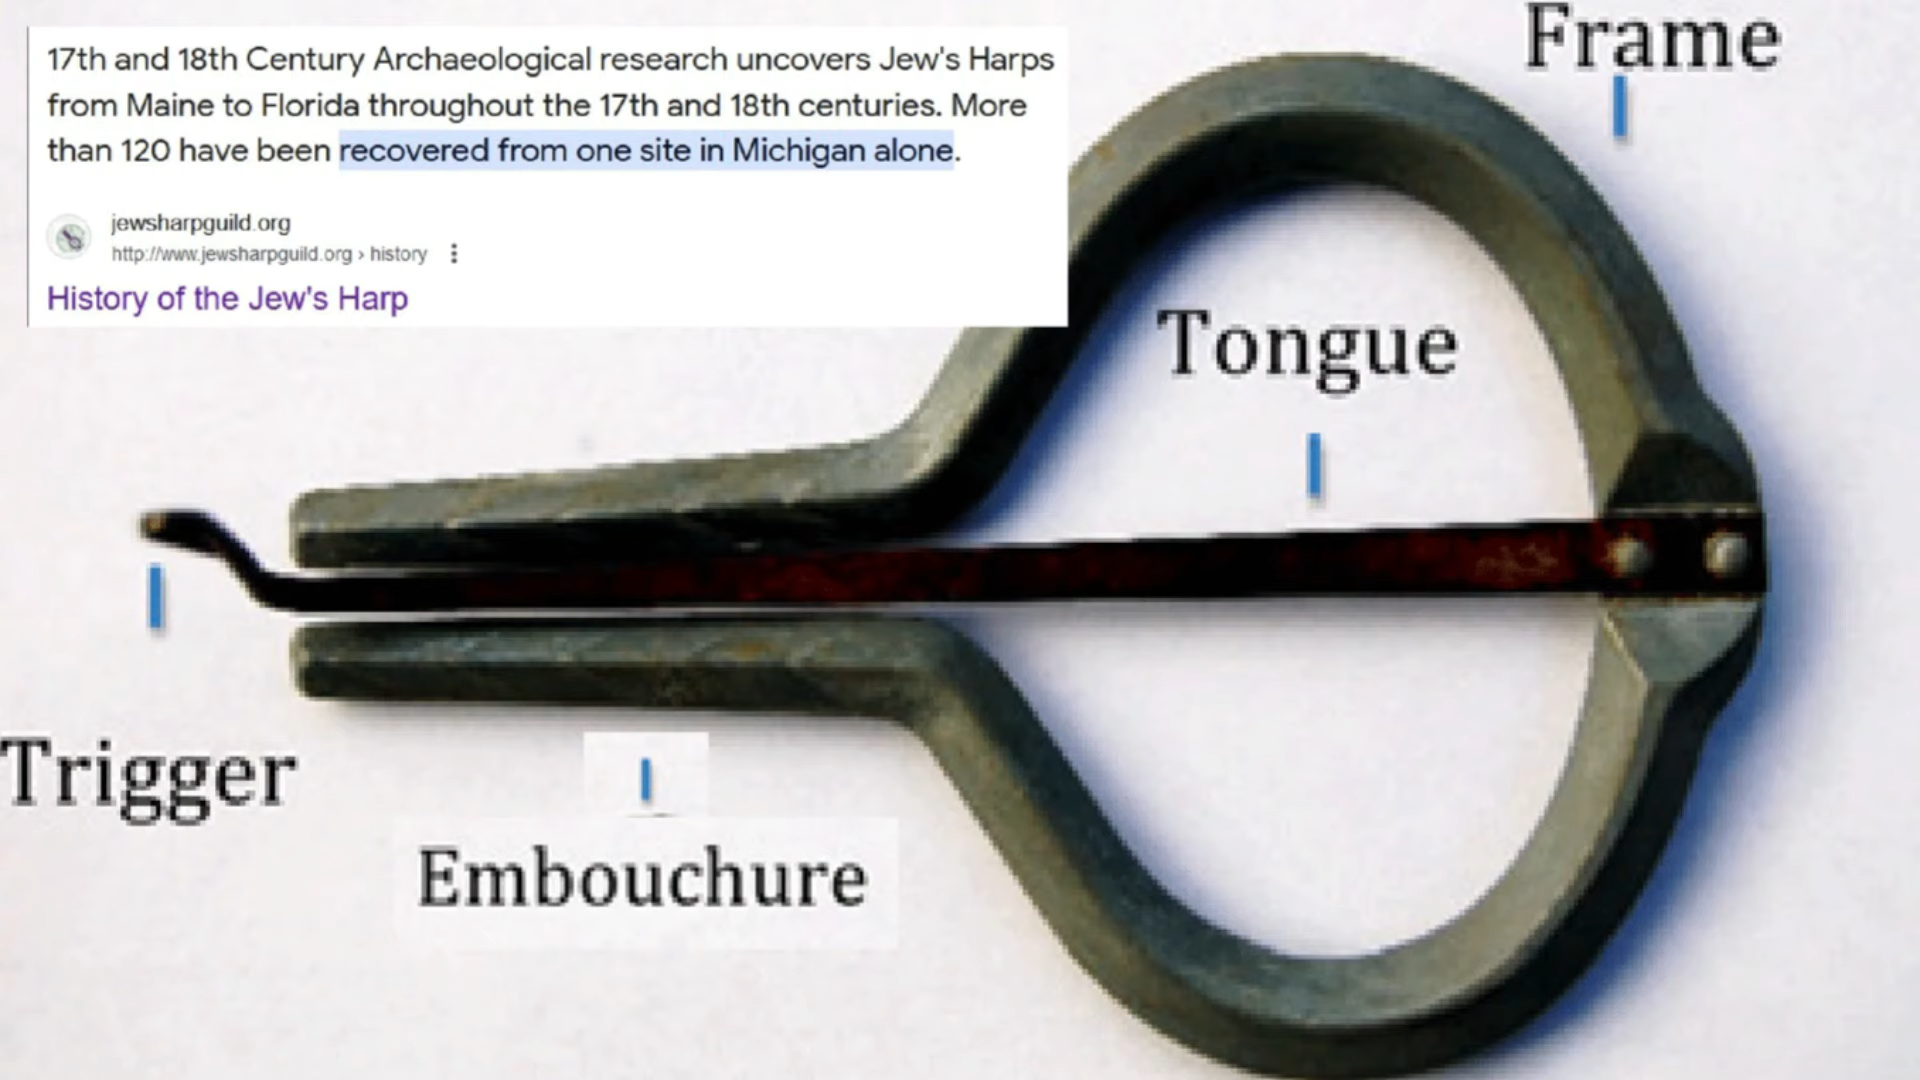 17th and 18th Century Archaeological research uncovers Jew's Harps
from Maine to Florida throughout the 17th and 18th centuries. More
than 120 have been recovered from one site in Michigan alone.
jewsharpguild.org
http://www.jewsharpguild.org › history
History of the Jew's Harp
Frame
Tongue
Trigger
Embouchure